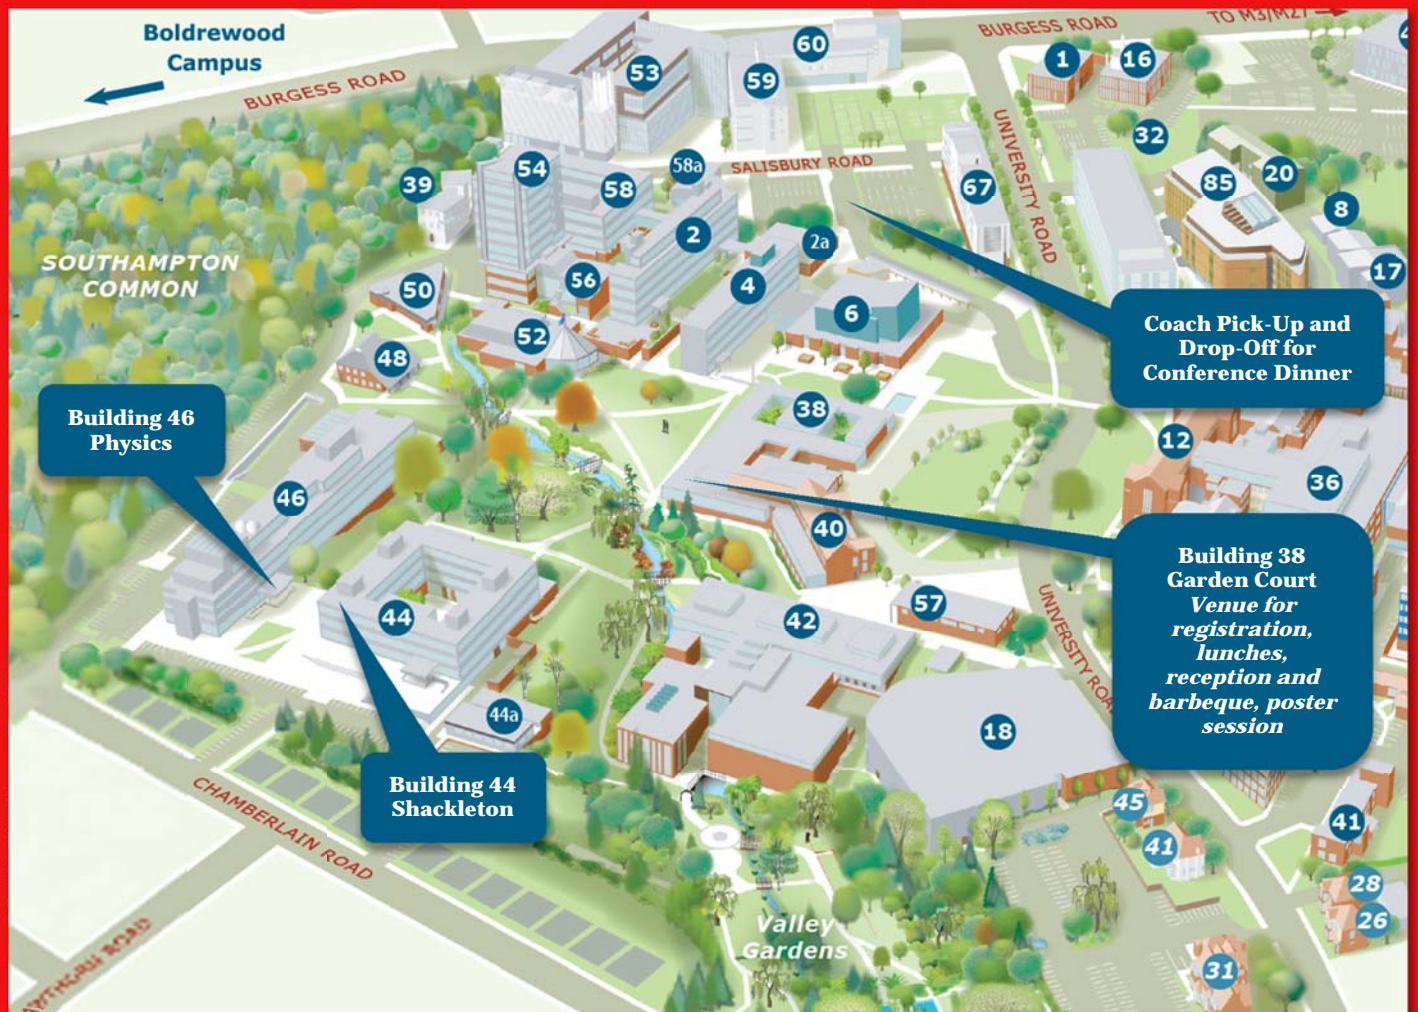 TO M3/M27
BURGESS ROAD
Boldrewood
Campus
BURGESS ROAD
60
53
59
1
16
32
UNIVERSITY ROAD
SALISBURY ROAD
58a
54
39
58
67
85
20
8
2
2a
SOUTHAMPTON
COMMON
17
50
56
4
6
52
48
Coach Pick-Up and
Drop-Off for
Conference Dinner
Building 46
Physics
38
12
36
46
40
Building 38
Garden Court
Venue for
registration,
lunches,
reception and
barbeque, poster
session
44
42
57
UNIVERSITY ROAD
44a
18
Building 44
Shackleton
CHAMBERLAIN ROAD
45
41
41
28
26
Valley
Gardens
31